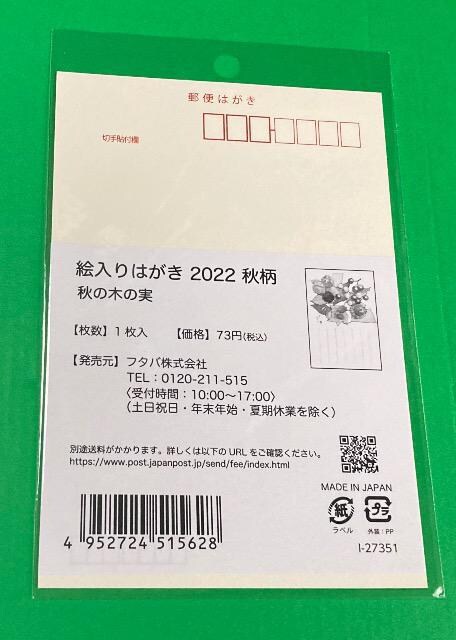 郵便はがき
切手貼付欄
絵入りはがき 2022 秋柄
秋の木の実
【枚数】1枚入 【価格】73円(税込)
【発売元】フタバ株式会社
TEL：0120-211-515
〈受付時間：10:00〜17:00〉
（土日祝日・年末年始・夏期休業を除く）
別途送料がかかります。詳しくは以下の URL をご確認ください。
https://www.post.japanpost.jp/send/fee/index.html
MADE IN JAPAN
紙
ラベル
プラ
外装：PP
4 952724 515628
I-27351